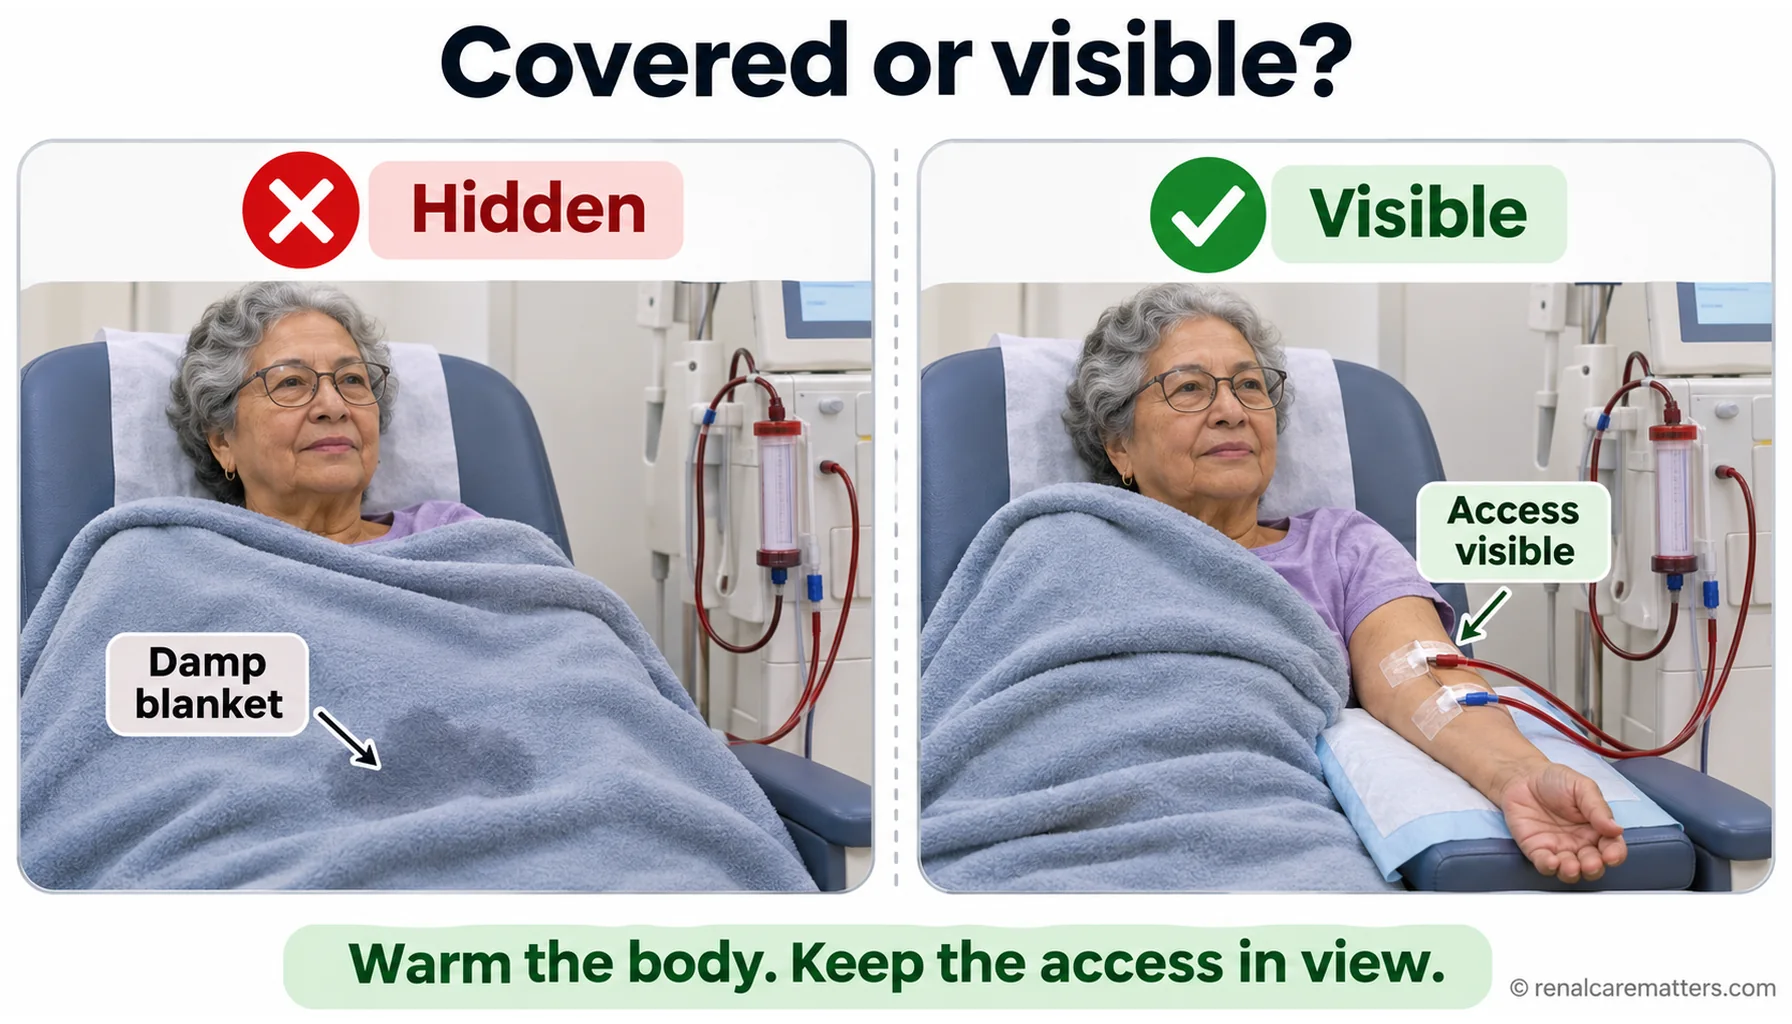 Covered or visible?
Hidden
Visible
Damp
blanket
Access
visible
Warm the body. Keep the access in view.
© renalcarematters.com